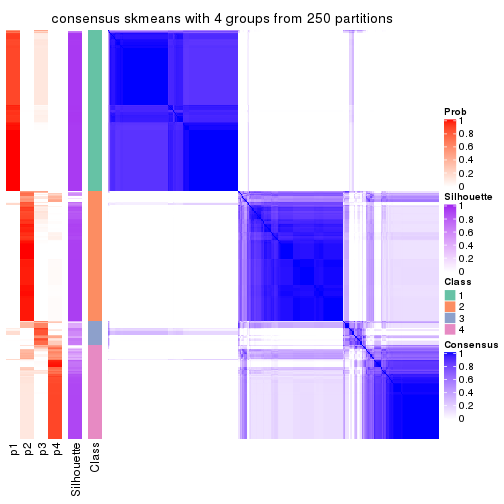 consensus skmeans with 4 groups from 250 partitions
p1
p2
p3
p4
Silhouette
Class
Prob
1
0.8
0.6
0.4
0.2
0
Silhouette
1
0.8
0.6
0.4
0.2
0
Class
1
2
3
4
Consensus
1
0.8
0.6
0.4
0.2
0